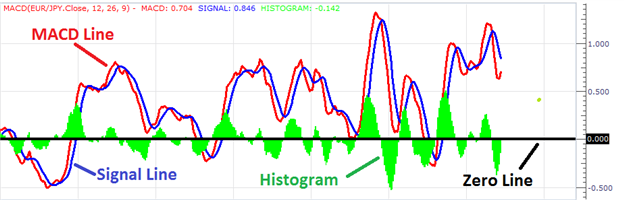 MACD(EUR/JPY.Close, 12, 26, 9) - MACD: 0.704 SIGNAL: 0.846 HISTOGRAM: -0.142
MACD Line
1.000
0.500
0.000
Signal Line
Histogram
Zero Line
-0.500